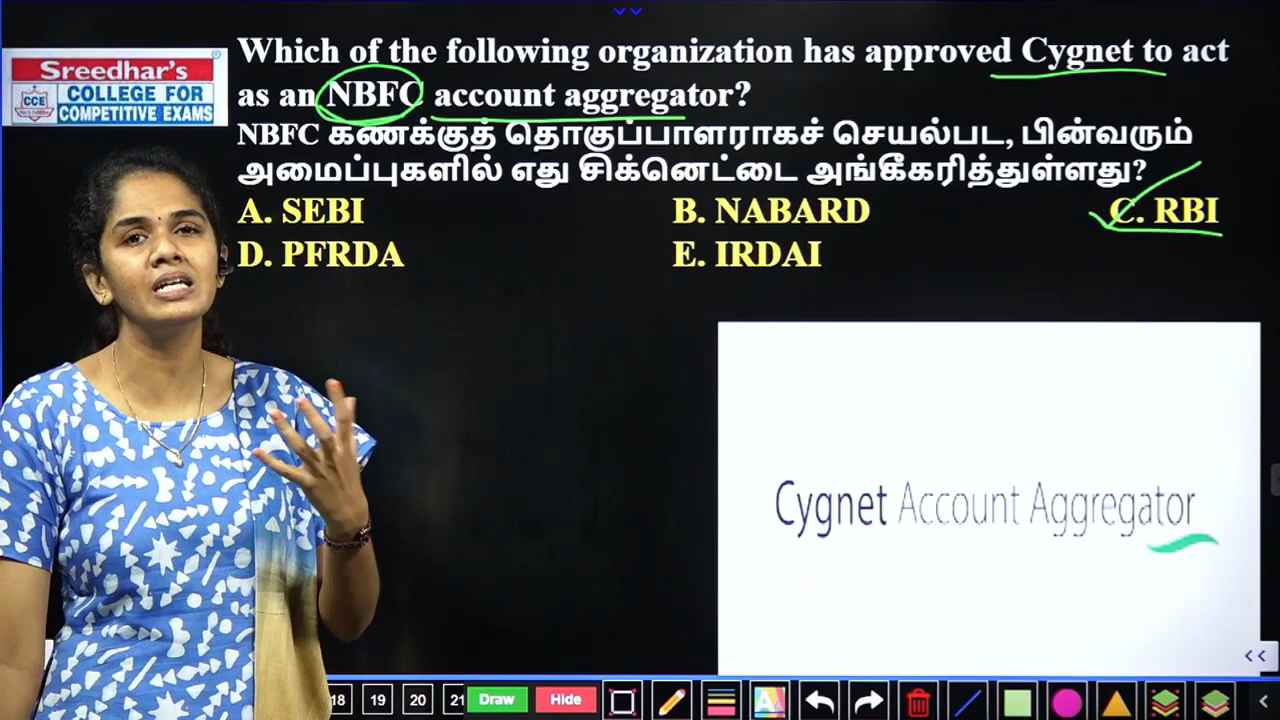 Which of the following organization has approved Cygnet to act
as an NBFC account aggregator?
NBFC கணக்குத் தொகுப்பாளராகச் செயல்பட, பின்வரும்
அமைப்புகளில் எது சிக்னெட்டை அங்கீகரித்துள்ளது?
A. SEBI B. NABARD C. RBI
D. PFRDA E. IRDAI
Sreedhar's
CCE
COLLEGE FOR
COMPETITIVE EXAMS
Cygnet Account Aggregator
18 19 20 21 Draw Hide